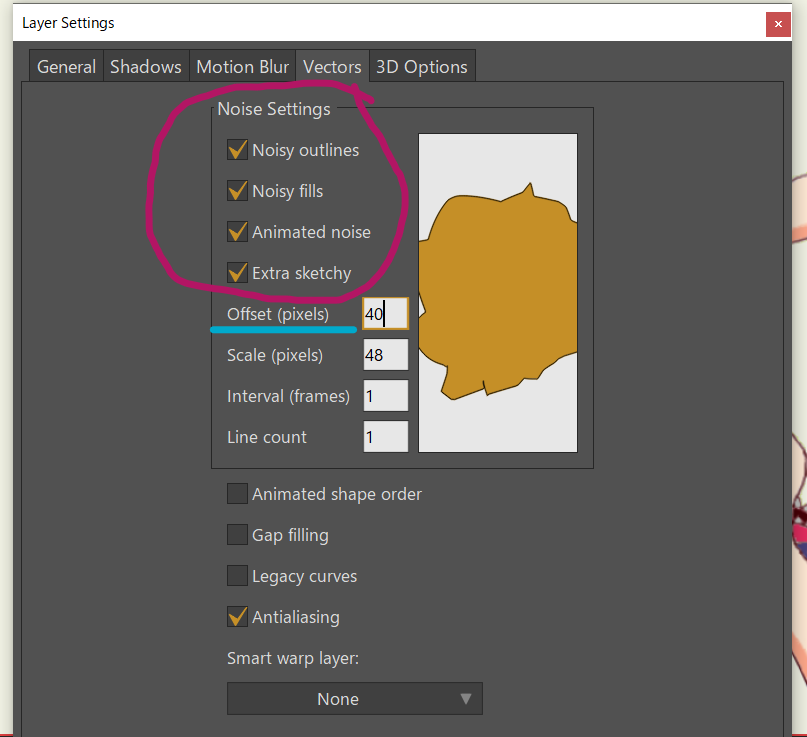 Layer Settings
General Shadows Motion Blur Vectors 3D Options
Noise Settings
Noisy outlines
Noisy fills
Animated noise
Extra sketchy
Offset (pixels) 40
Scale (pixels) 48
Interval (frames) 1
Line count 1
Animated shape order
Gap filling
Legacy curves
Antialiasing
Smart warp layer:
None